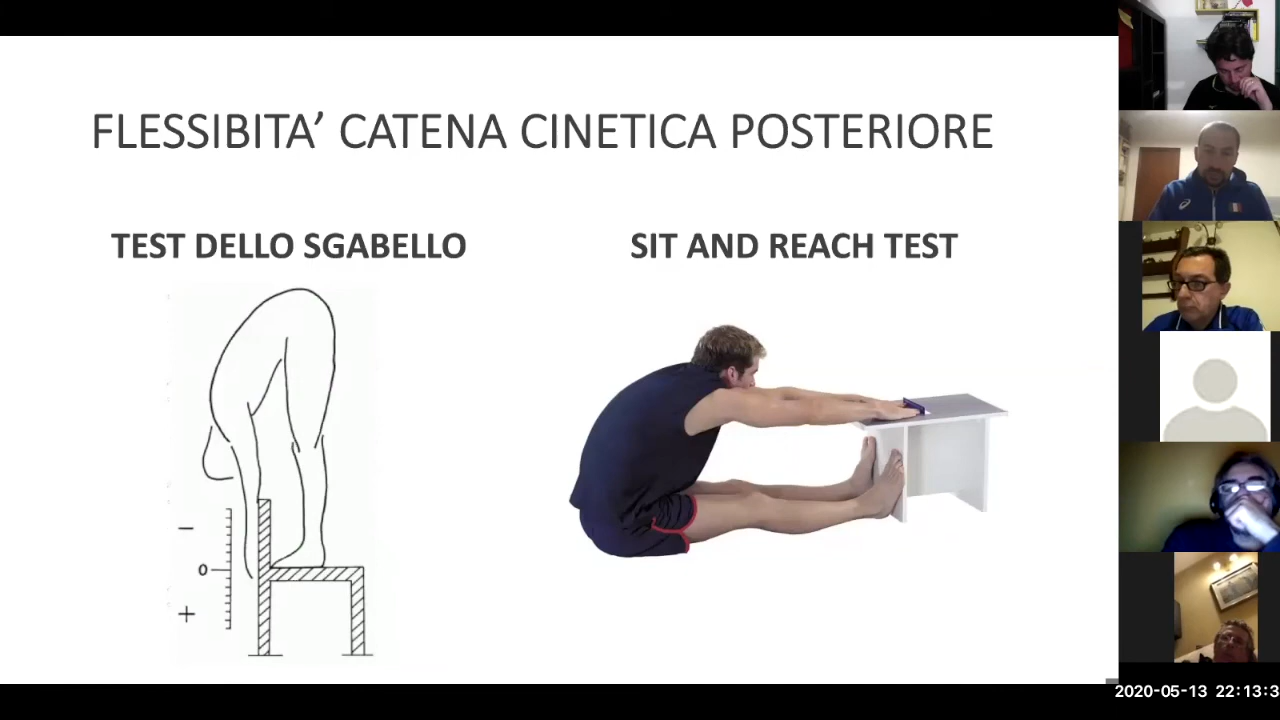 FLESSIBITA’ CATENA CINETICA POSTERIORE
TEST DELLO SGABELLO
SIT AND REACH TEST
−
0
+
2020-05-13 22:13:3